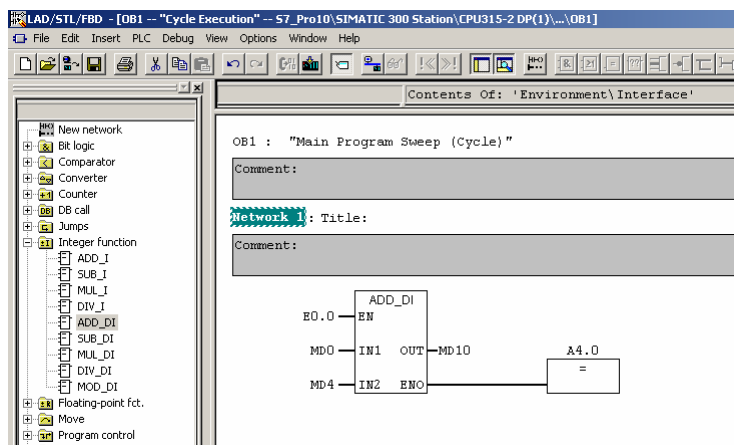 LAD/STL/FBD - [OB1 -- "Cycle Execution" -- S7_Pro10\SIMATIC 300 Station\CPU315-2 DP(1)\...\OB1]
File Edit Insert PLC Debug View Options Window Help
Contents Of: 'Environment\Interface'
New network
Bit logic
Comparator
Converter
Counter
DB call
Jumps
Integer function
ADD_I
SUB_I
MUL_I
DIV_I
ADD_DI
SUB_DI
MUL_DI
DIV_DI
MOD_DI
Floating-point fct.
Move
Program control
OB1 : "Main Program Sweep (Cycle)"
Comment:
Network 1: Title:
Comment:
ADD_DI
E0.0 EN
MD0 IN1 OUT MD10 A4.0
=
MD4 IN2 ENO